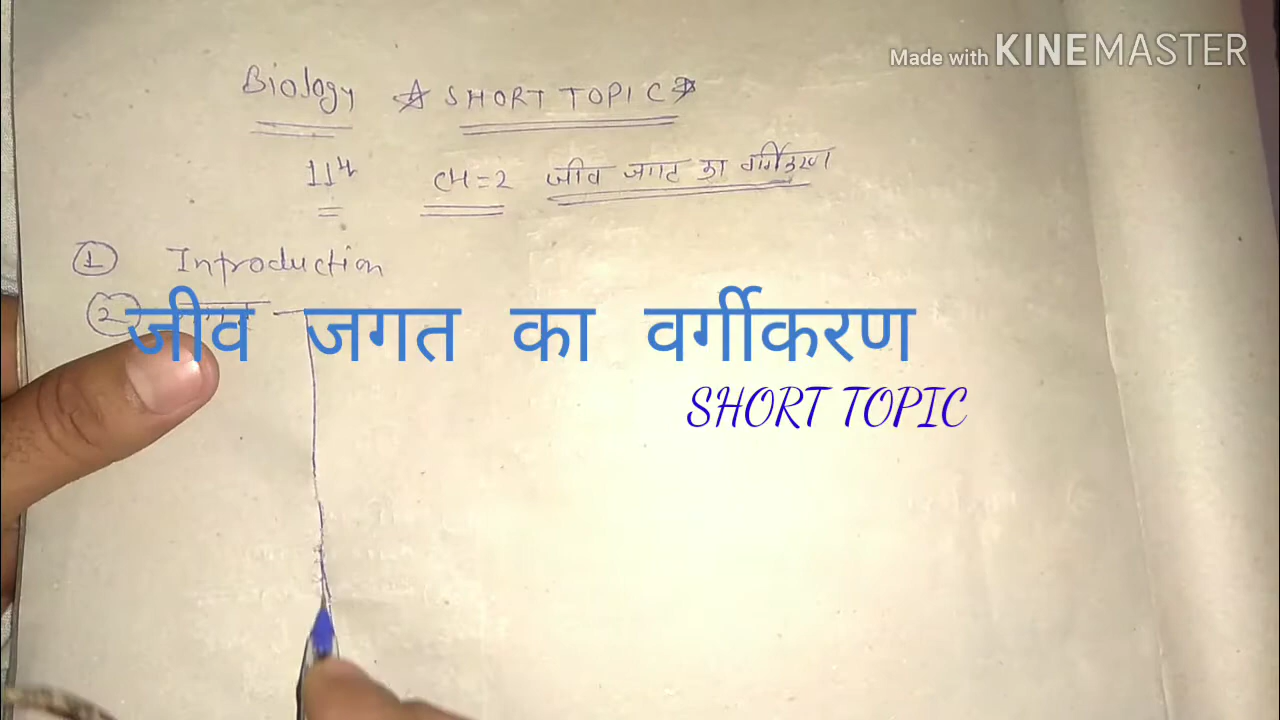 Made with KINEMASTER
Biology ☆ SHORT TOPIC ☆
11th CH=2 जीव जगत का वर्गीकरण
① Introduction
②
जीव जगत का वर्गीकरण
SHORT TOPIC